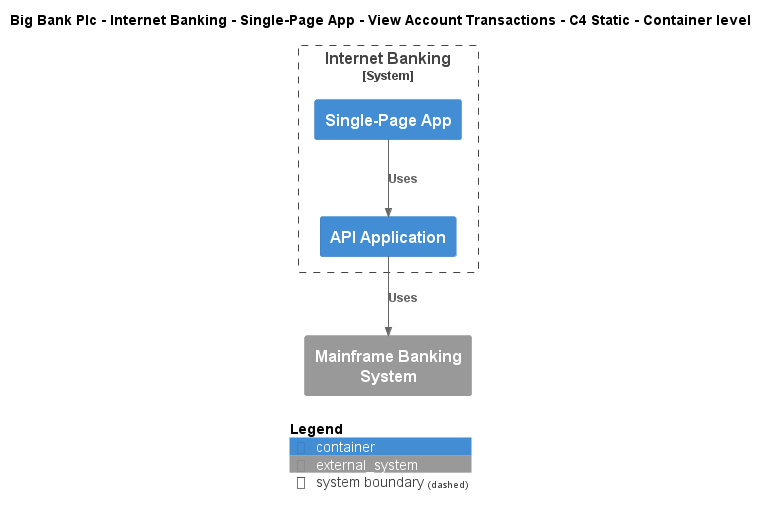 Big Bank Plc - Internet Banking - Single-Page App - View Account Transactions - C4 Static - Container level
Internet Banking
[System]
Single-Page App
Uses
API Application
Uses
Mainframe Banking
System
Legend
container
external_system
system boundary (dashed)